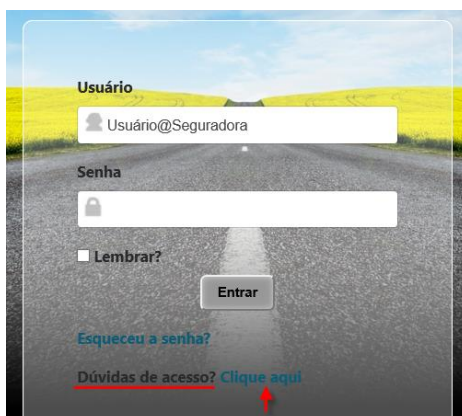 Usuário
Usuário@Seguradora
Senha
Lembrar?
Entrar
Esqueceu a senha?
Dúvidas de acesso? Clique aqui